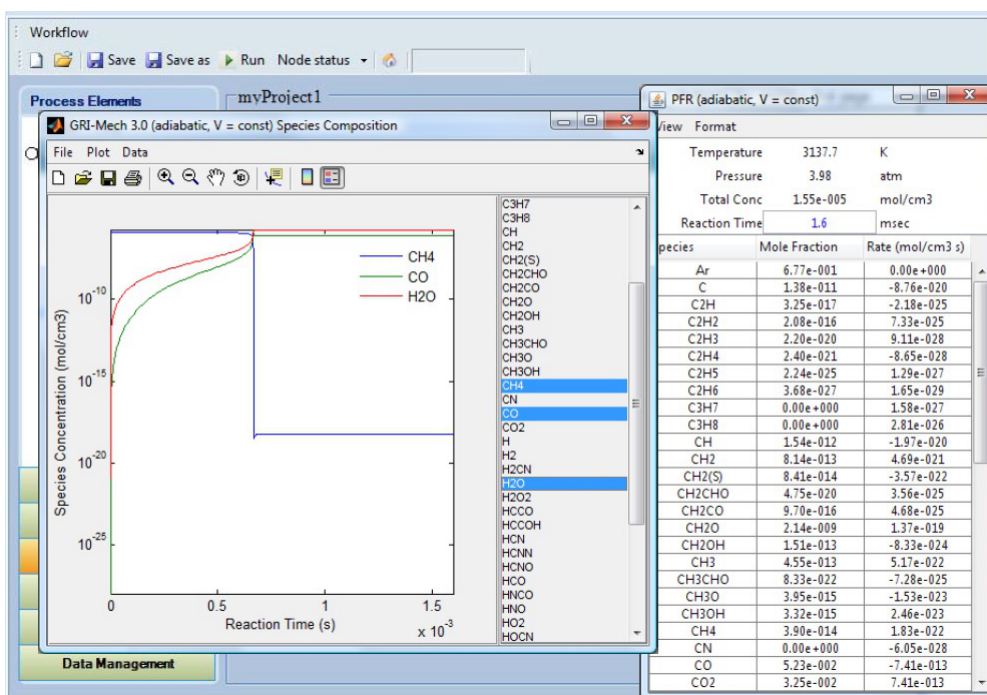 Workflow
Save Save as Run Node status
Process Elements
myProject1
GRI-Mech 3.0 (adiabatic, V = const) Species Composition
File Plot Data
CH4
CO
H2O
10^-10
10^-15
10^-20
10^-25
Species Concentration (mol/cm3)
0 0.5 1 1.5
Reaction Time (s) x 10^-3
C3H7
C3H8
CH
CH2
CH2(S)
CH2CHO
CH2CO
CH2O
CH2OH
CH3
CH3CHO
CH3O
CH3OH
CH4
CN
CO
CO2
H
H2
H2CN
H2O
H2O2
HCCO
HCCOH
HCN
HCNN
HCNO
HCO
HNCO
HNO
HO2
HOCN
Data Management
PFR (adiabatic, V = const)
View Format
Temperature 3137.7 K
Pressure 3.98 atm
Total Conc 1.55e-005 mol/cm3
Reaction Time 1.6 msec
pecies Mole Fraction Rate (mol/cm3 s)
Ar 6.77e-001 0.00e+000
C 1.38e-011 -8.76e-020
C2H 3.25e-017 -2.18e-025
C2H2 2.08e-016 7.33e-025
C2H3 2.20e-020 9.11e-028
C2H4 2.40e-021 -8.65e-028
C2H5 2.24e-025 1.29e-027
C2H6 3.68e-027 1.65e-029
C3H7 0.00e+000 1.58e-027
C3H8 0.00e+000 2.81e-026
CH 1.54e-012 -1.97e-020
CH2 8.14e-013 4.69e-021
CH2(S) 8.41e-014 -3.57e-022
CH2CHO 4.75e-020 3.56e-025
CH2CO 9.70e-016 4.68e-025
CH2O 2.14e-009 1.37e-019
CH2OH 1.51e-013 -8.33e-024
CH3 4.55e-013 5.17e-022
CH3CHO 8.33e-022 -7.28e-025
CH3O 3.95e-015 -1.53e-023
CH3OH 3.32e-015 2.46e-023
CH4 3.90e-014 1.83e-022
CN 0.00e+000 -6.05e-028
CO 5.23e-002 -7.41e-013
CO2 3.25e-002 7.41e-013